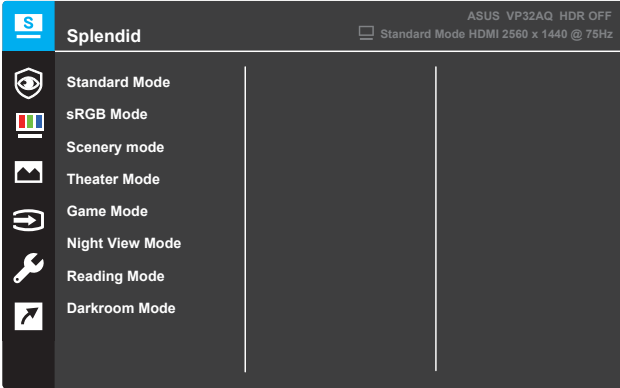 S
ASUS VP32AQ HDR OFF
Splendid
Standard Mode HDMI 2560 x 1440 @ 75Hz
Standard Mode
sRGB Mode
Scenery mode
Theater Mode
Game Mode
Night View Mode
Reading Mode
Darkroom Mode